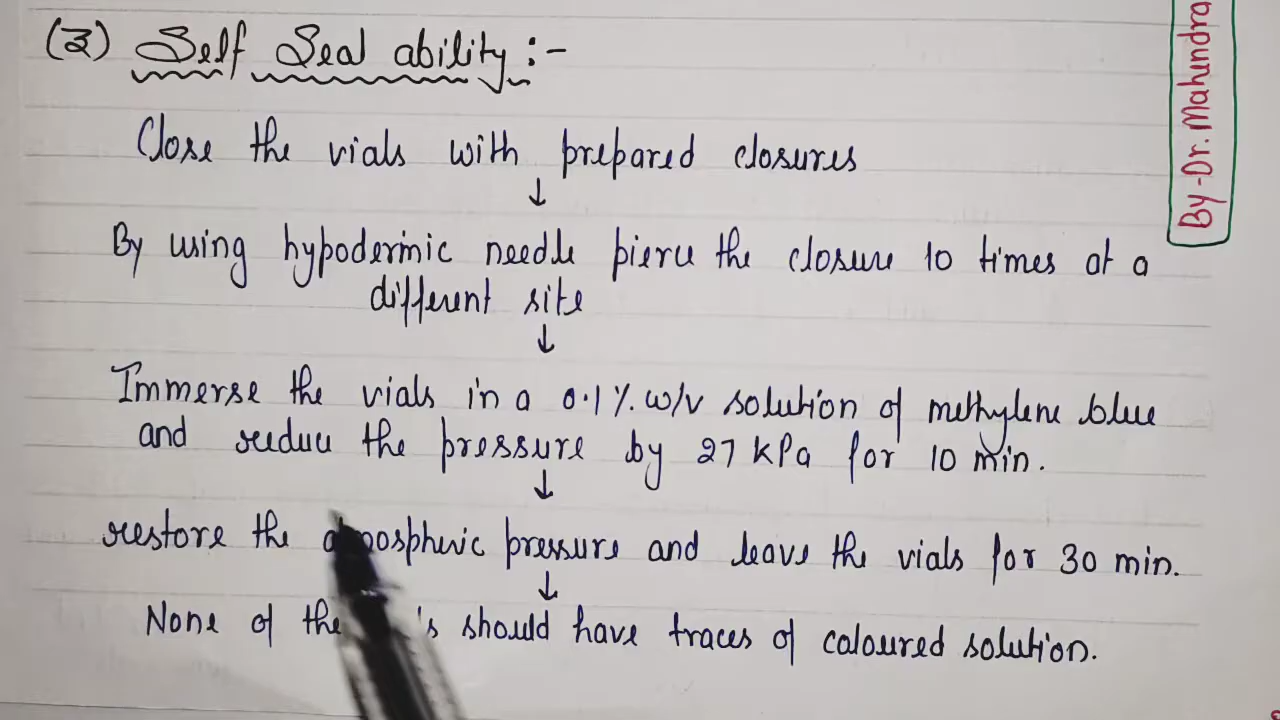 (3) Self Seal ability :-
Close the vials with prepared closures
↓
By using hypodermic needle pierce the closure 10 times at a
different site
↓
Immerse the vials in a 0.1% w/v solution of methylene blue
and reduce the pressure by 27 kPa for 10 min.
↓
restore the atmospheric pressure and leave the vials for 30 min.
↓
None of the should have traces of coloured solution.
By -Dr. Mahendra